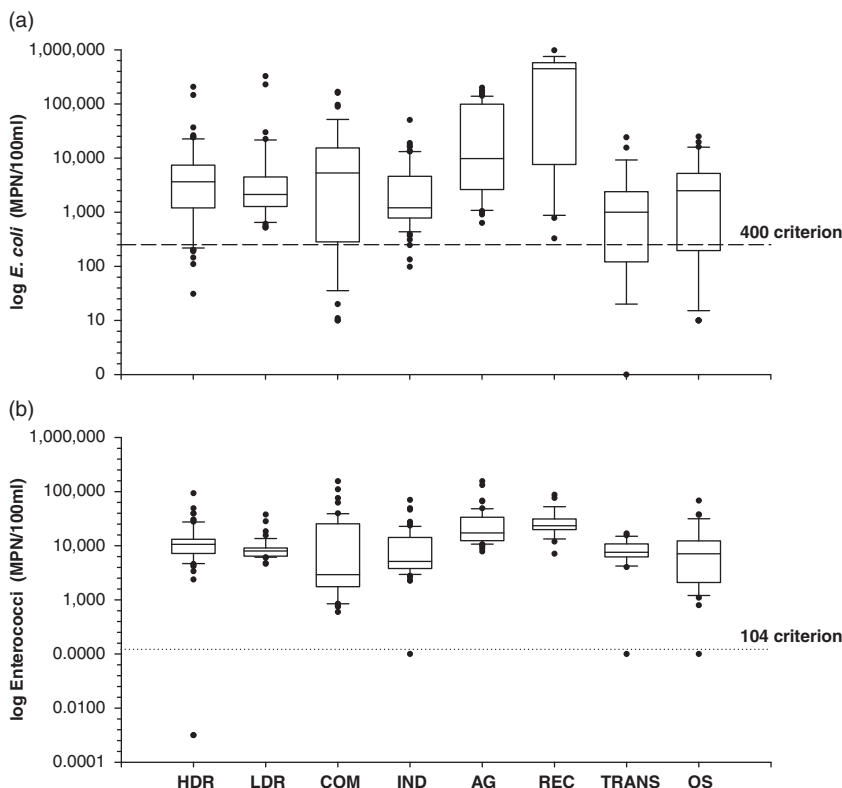 (a)
1,000,000
100,000
10,000
1,000
100
10
0
log E. coli (MPN/100ml)
400 criterion
(b)
1,000,000
100,000
10,000
1,000
0.0000
0.0100
0.0001
log Enterococci (MPN/100ml)
104 criterion
HDR LDR COM IND AG REC TRANS OS